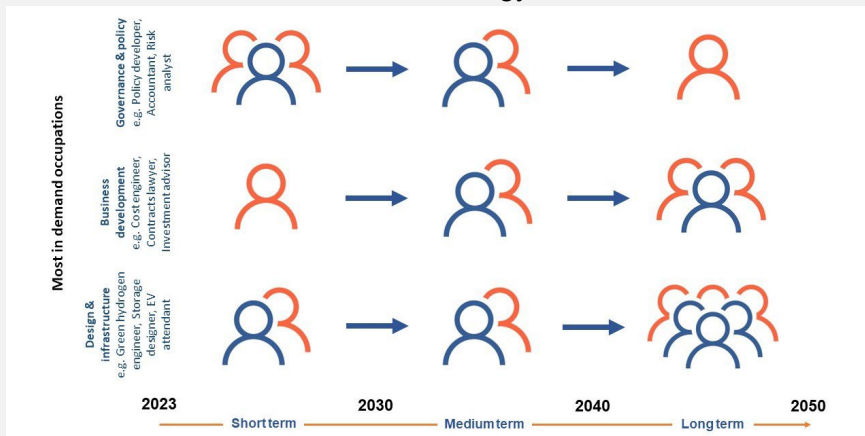 Most in demand occupations
Governance & policy
e.g. Policy developer,
Accountant, Risk
analyst
Business
development
e.g. Cost engineer,
Contracts lawyer,
Investment advisor
Design &
infrastructure
e.g. Green hydrogen
engineer, Storage
designer, EV
attendant
2023
2030
2040
2050
Short term
Medium term
Long term